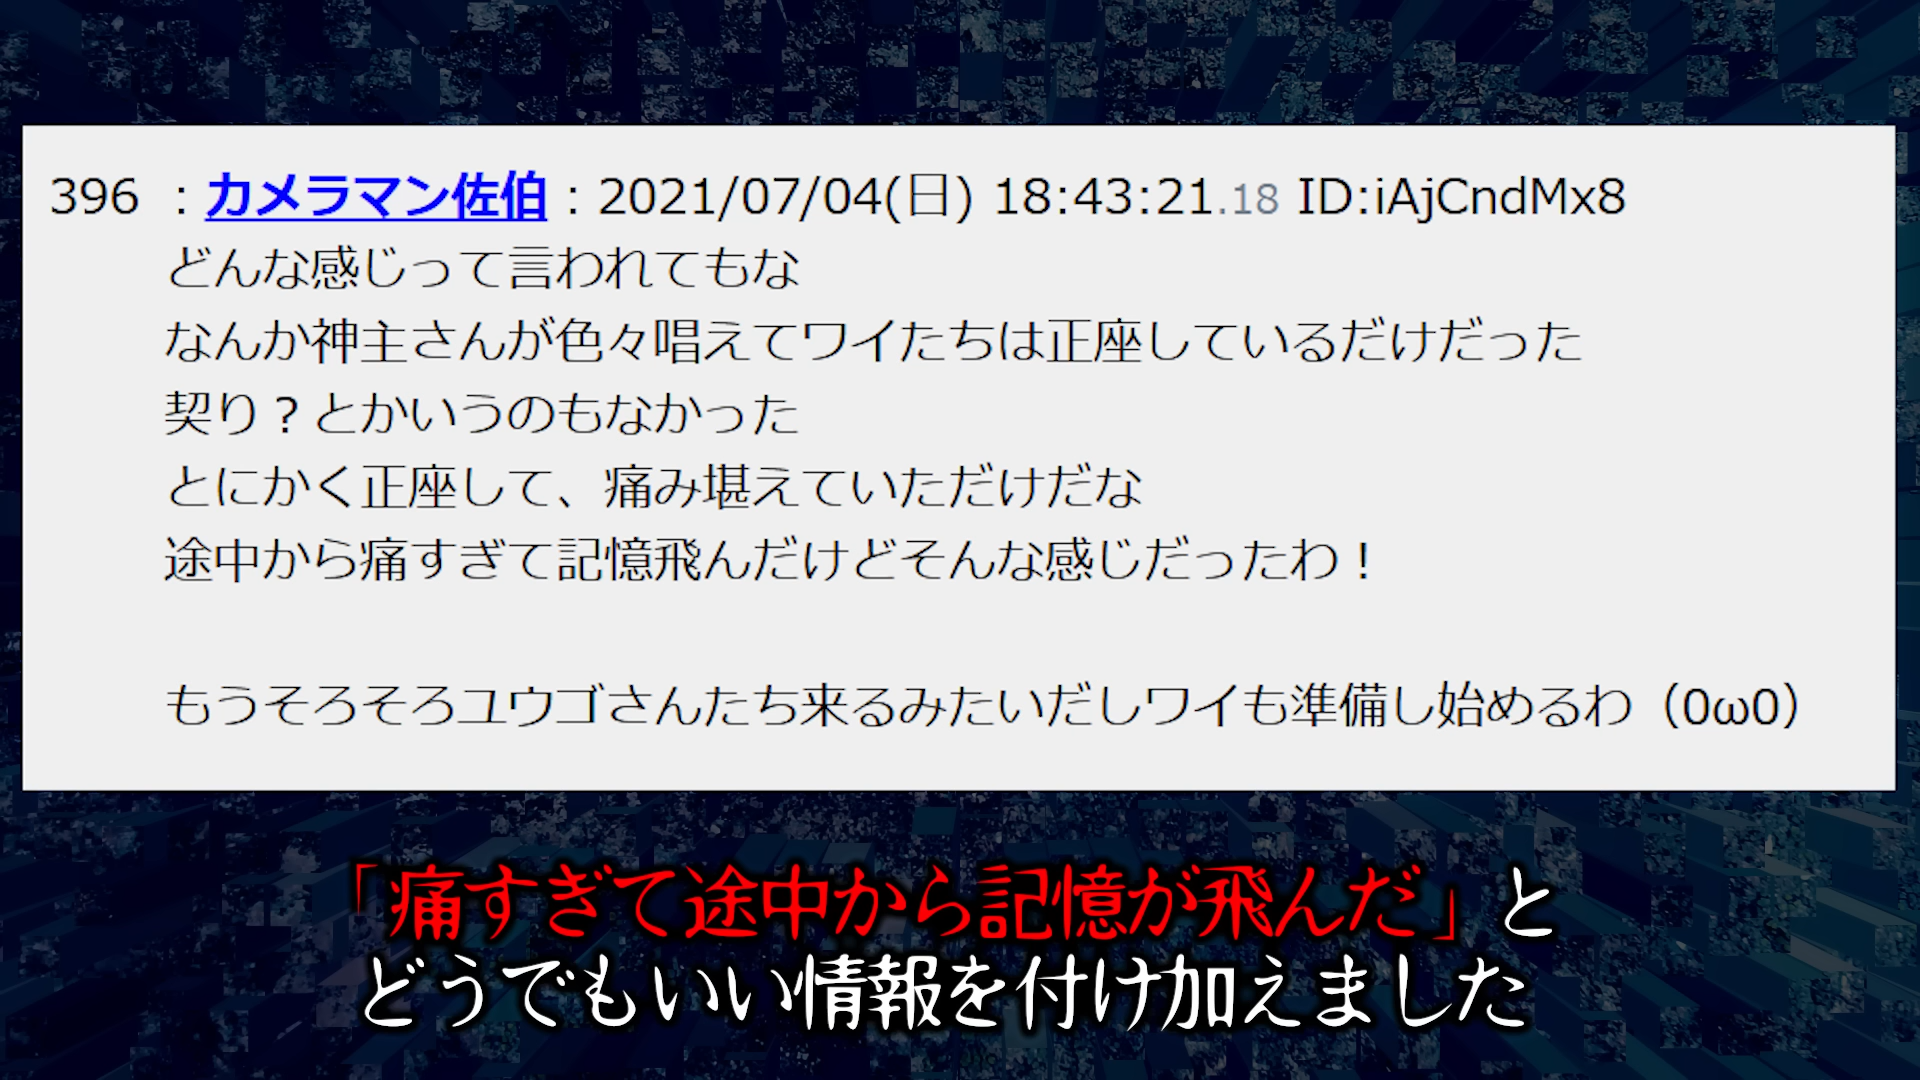 396 ：カメラマン佐伯：2021/07/04(日) 18:43:21.18 ID:iAjCndMx8
どんな感じって言われてもな
なんか神主さんが色々唱えてワイたちは正座しているだけだった
契り？とかいうのもなかった
とにかく正座して、痛み堪えていただけだな
途中から痛すぎて記憶飛んだけどそんな感じだったわ！
もうそろそろユウゴさんたち来るみたいだしワイも準備し始めるわ（0ω0）
「痛すぎて途中から記憶が飛んだ」と
どうでもいい情報を付け加えました